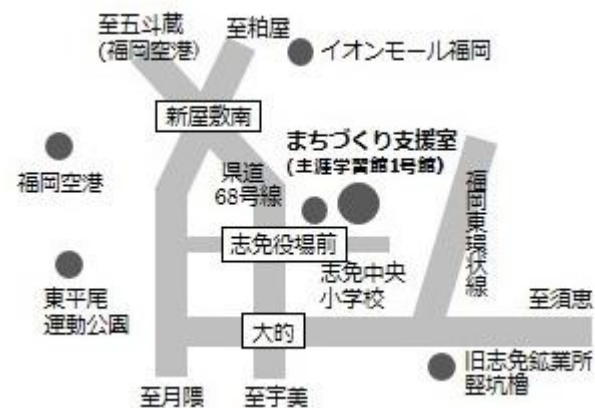 至五斗蔵
(福岡空港)
至粕屋
イオンモール福岡
新屋敷南
まちづくり支援室
(主涯学習館1号館)
福岡空港
県道
68号線
福岡東環状線
志免役場前
志免中央
小学校
東平尾
運動公園
至須恵
大的
旧志免鉱業所
竪坑櫓
至月隈
至宇美